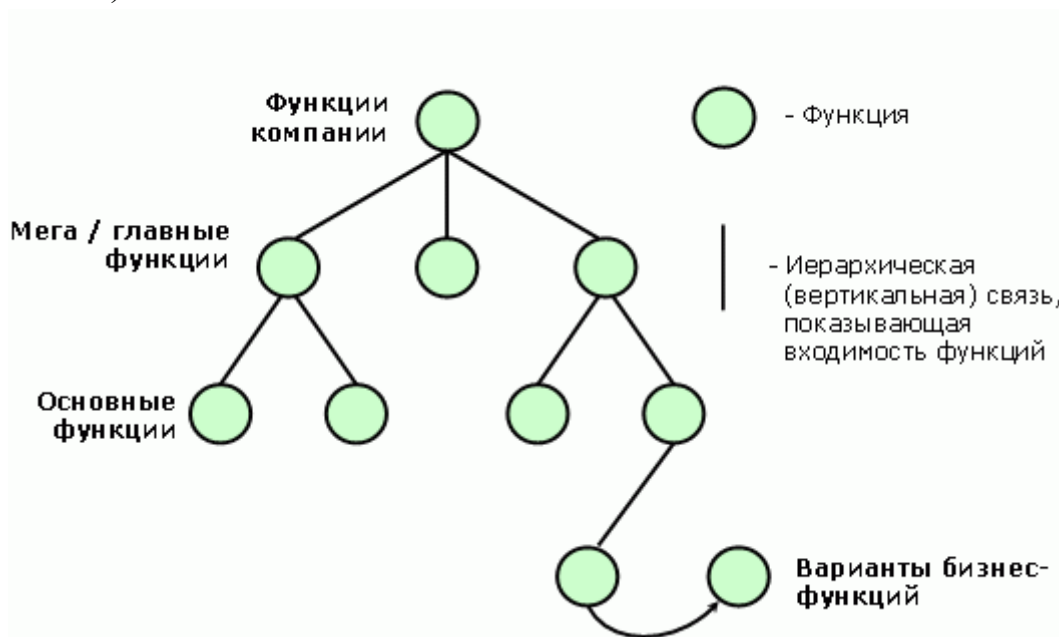 Функции
компании
- Функция
Мега / главные
функции
- Иерархическая
(вертикальная) связь,
показывающая
входимость функций
Основные
функции
Варианты бизнес-
функций